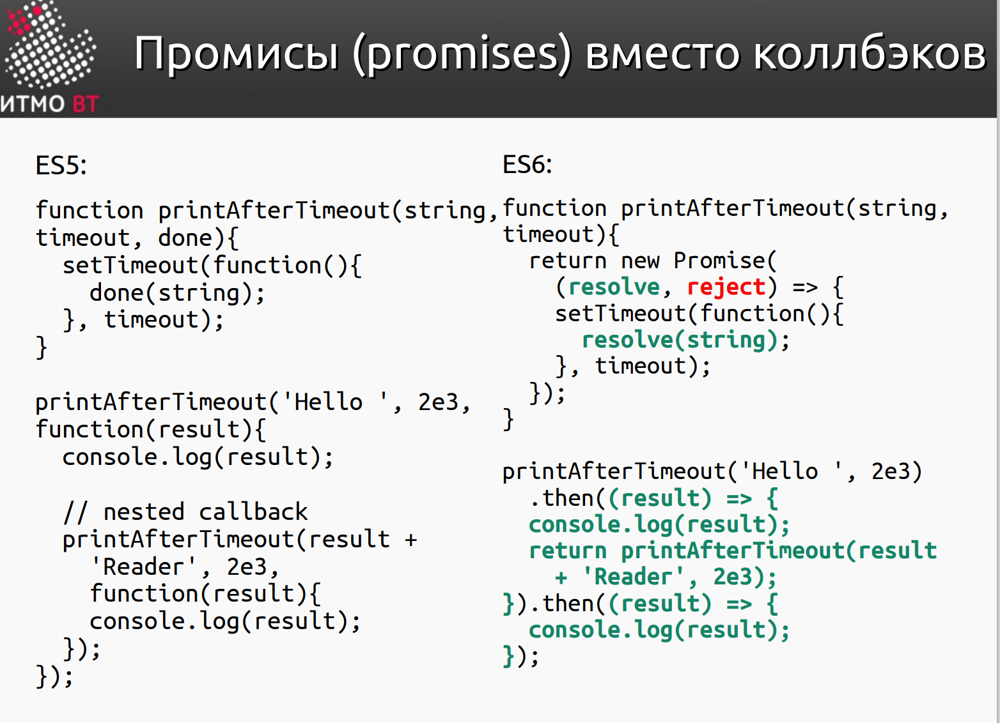 ИТМО ВТ
Промисы (promises) вместо коллбэков
ES5:
function printAfterTimeout(string,
timeout, done){
  setTimeout(function(){
    done(string);
  }, timeout);
}
printAfterTimeout('Hello ', 2e3,
function(result){
  console.log(result);
  // nested callback
  printAfterTimeout(result +
    'Reader', 2e3,
    function(result){
    console.log(result);
  });
});
ES6:
function printAfterTimeout(string,
timeout){
  return new Promise(
    (resolve, reject) => {
    setTimeout(function(){
      resolve(string);
    }, timeout);
  });
}
printAfterTimeout('Hello ', 2e3)
  .then((result) => {
  console.log(result);
  return printAfterTimeout(result
    + 'Reader', 2e3);
}).then((result) => {
  console.log(result);
});